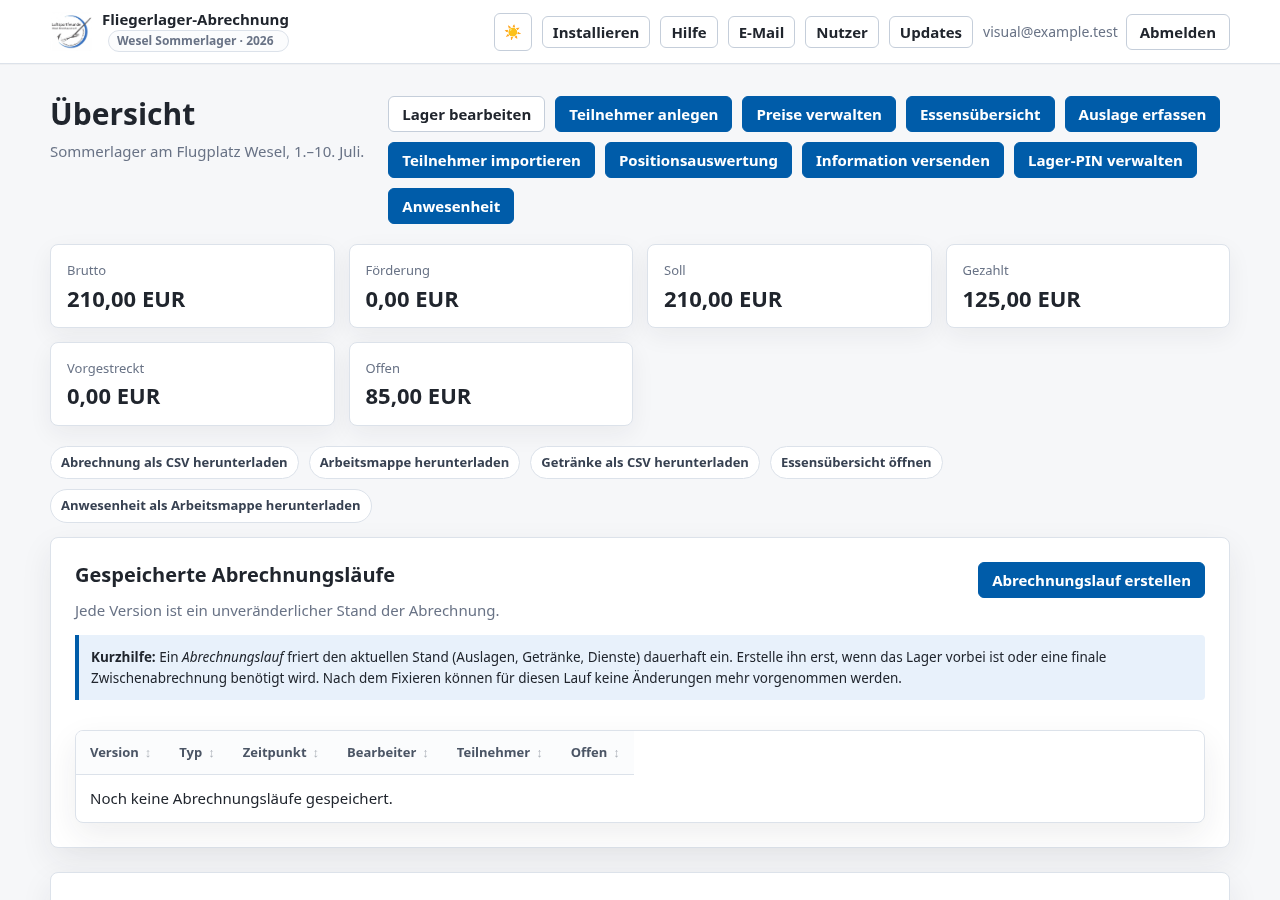 Fliegerlager-Abrechnung
Wesel Sommerlager · 2026
Installieren
Hilfe
E-Mail
Nutzer
Updates
visual@example.test
Abmelden
Übersicht
Sommerlager am Flugplatz Wesel, 1.–10. Juli.
Lager bearbeiten
Teilnehmer anlegen
Preise verwalten
Essensübersicht
Auslage erfassen
Teilnehmer importieren
Positionsauswertung
Information versenden
Lager-PIN verwalten
Anwesenheit
Brutto
210,00 EUR
Förderung
0,00 EUR
Soll
210,00 EUR
Gezahlt
125,00 EUR
Vorgestreckt
0,00 EUR
Offen
85,00 EUR
Abrechnung als CSV herunterladen
Arbeitsmappe herunterladen
Getränke als CSV herunterladen
Essensübersicht öffnen
Anwesenheit als Arbeitsmappe herunterladen
Gespeicherte Abrechnungsläufe
Abrechnungslauf erstellen
Jede Version ist ein unveränderlicher Stand der Abrechnung.
Kurzhilfe: Ein Abrechnungslauf friert den aktuellen Stand (Auslagen, Getränke, Dienste) dauerhaft ein. Erstelle ihn erst, wenn das Lager vorbei ist oder eine finale
Zwischenabrechnung benötigt wird. Nach dem Fixieren können für diesen Lauf keine Änderungen mehr vorgenommen werden.
Version ↕ Typ ↕ Zeitpunkt ↕ Bearbeiter ↕ Teilnehmer ↕ Offen ↕
Noch keine Abrechnungsläufe gespeichert.